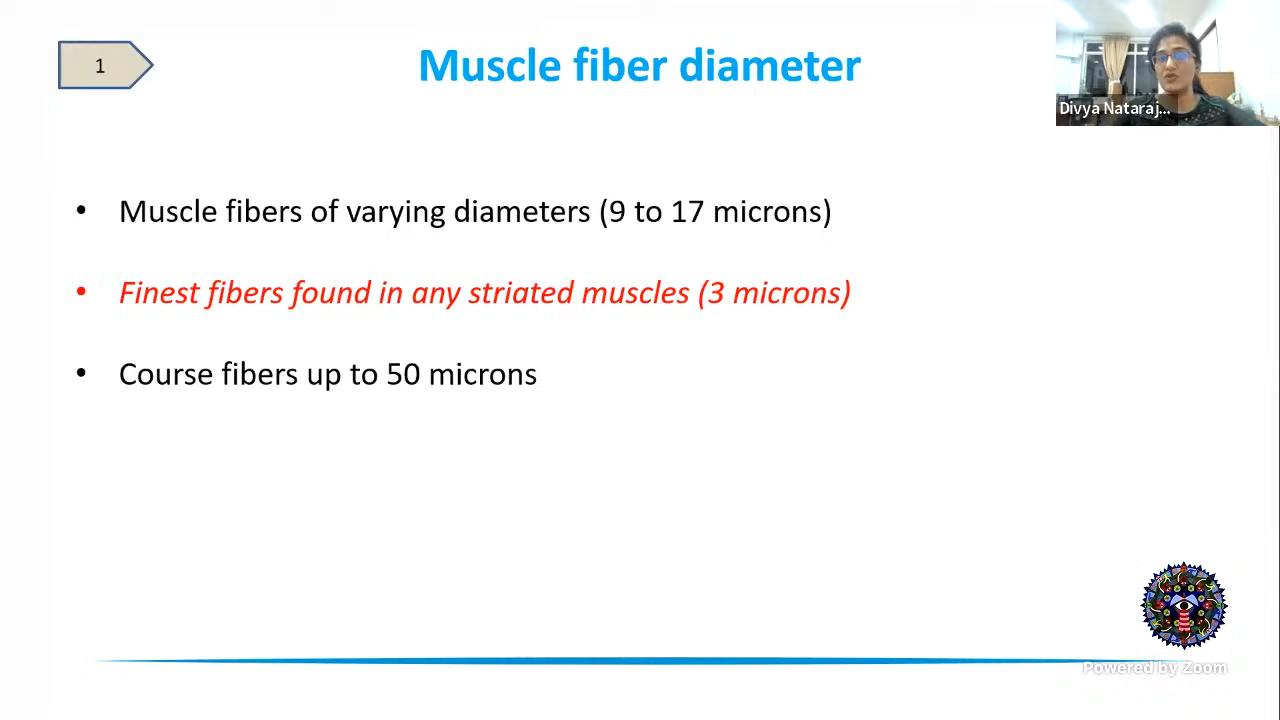 1
Muscle fiber diameter
Divya Nataraj...
• Muscle fibers of varying diameters (9 to 17 microns)
• Finest fibers found in any striated muscles (3 microns)
• Course fibers up to 50 microns
Powered by Zoom